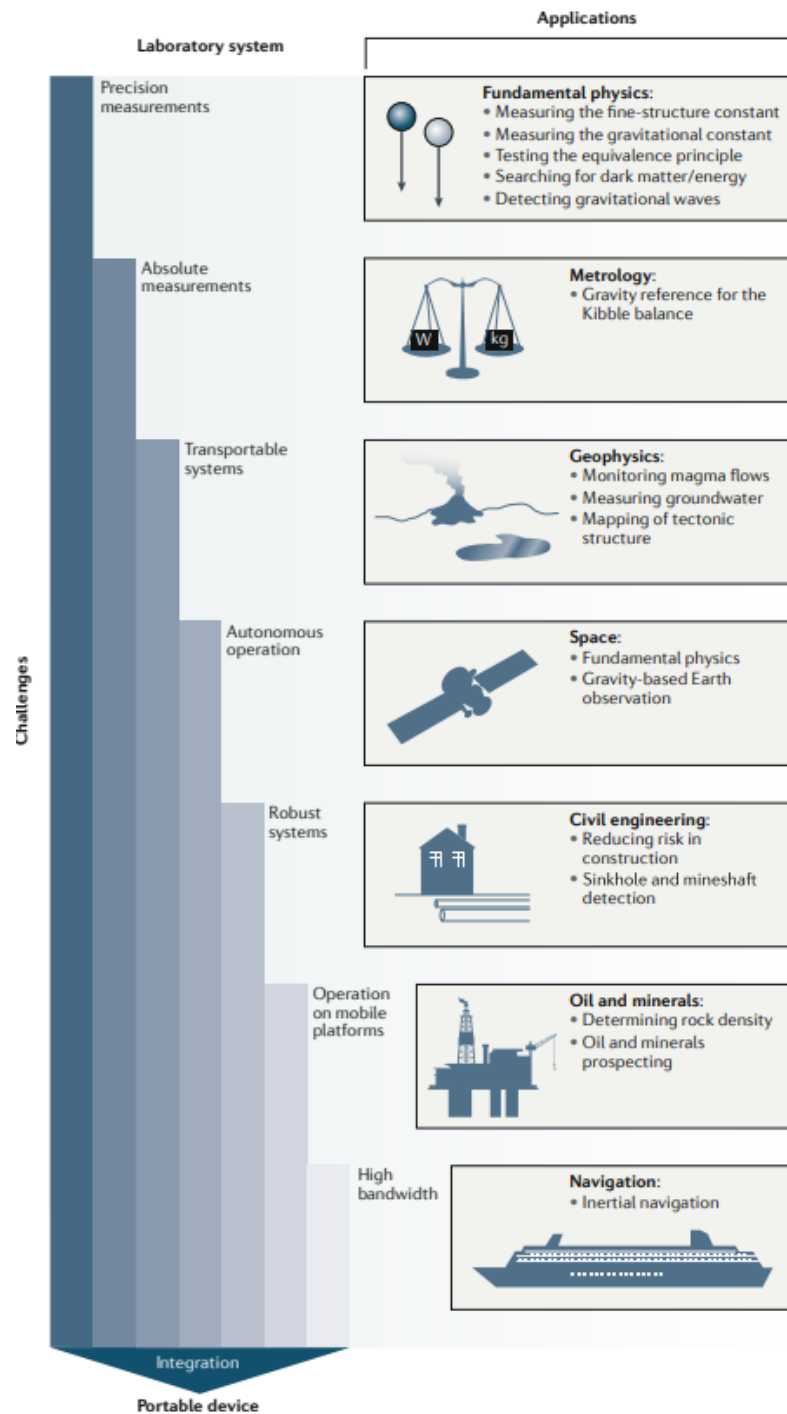 Applications
Laboratory system
Precision
measurements
Fundamental physics:
• Measuring the fine-structure constant
• Measuring the gravitational constant
• Testing the equivalence principle
• Searching for dark matter/energy
• Detecting gravitational waves
Absolute
measurements
Metrology:
• Gravity reference for the
Kibble balance
W
kg
Transportable
systems
Geophysics:
• Monitoring magma flows
• Measuring groundwater
• Mapping of tectonic
structure
Autonomous
operation
Space:
• Fundamental physics
• Gravity-based Earth
observation
Challenges
Robust
systems
Civil engineering:
• Reducing risk in
construction
• Sinkhole and mineshaft
detection
Operation
on mobile
platforms
Oil and minerals:
• Determining rock density
• Oil and minerals
prospecting
High
bandwidth
Navigation:
• Inertial navigation
Integration
Portable device